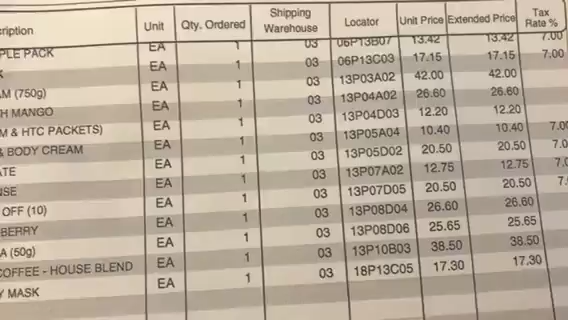 cription Unit Qty. Ordered Shipping Warehouse Locator Unit Price Extended Price Tax Rate %
PLE PACK EA 1 03 06P13B07 13.42 13.42 7.00
K EA 1 03 06P13C03 17.15 17.15 7.00
AM (750g) EA 1 03 13P03A02 42.00 42.00
H MANGO EA 1 03 13P04A02 26.60 26.60
M & HTC PACKETS) EA 1 03 13P04D03 12.20 12.20
& BODY CREAM EA 1 03 13P05A04 10.40 10.40 7.0
ATE EA 1 03 13P05D02 20.50 20.50 7.0
NSE EA 1 03 13P07A02 12.75 12.75 7.0
OFF (10) EA 1 03 13P07D05 20.50 20.50 7.
BERRY EA 1 03 13P08D04 26.60 26.60
A (50g) EA 1 03 13P08D06 25.65 25.65
COFFEE - HOUSE BLEND EA 1 03 13P10B03 38.50 38.50
Y MASK EA 1 03 18P13C05 17.30 17.30